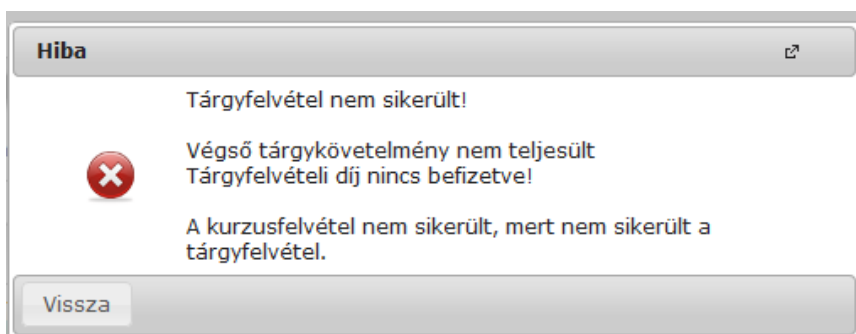 Hiba
Tárgyfelvétel nem sikerült!
Végső tárgykövetelmény nem teljesült
Tárgyfelvételi díj nincs befizetve!
A kurzusfelvétel nem sikerült, mert nem sikerült a
tárgyfelvétel.
Vissza